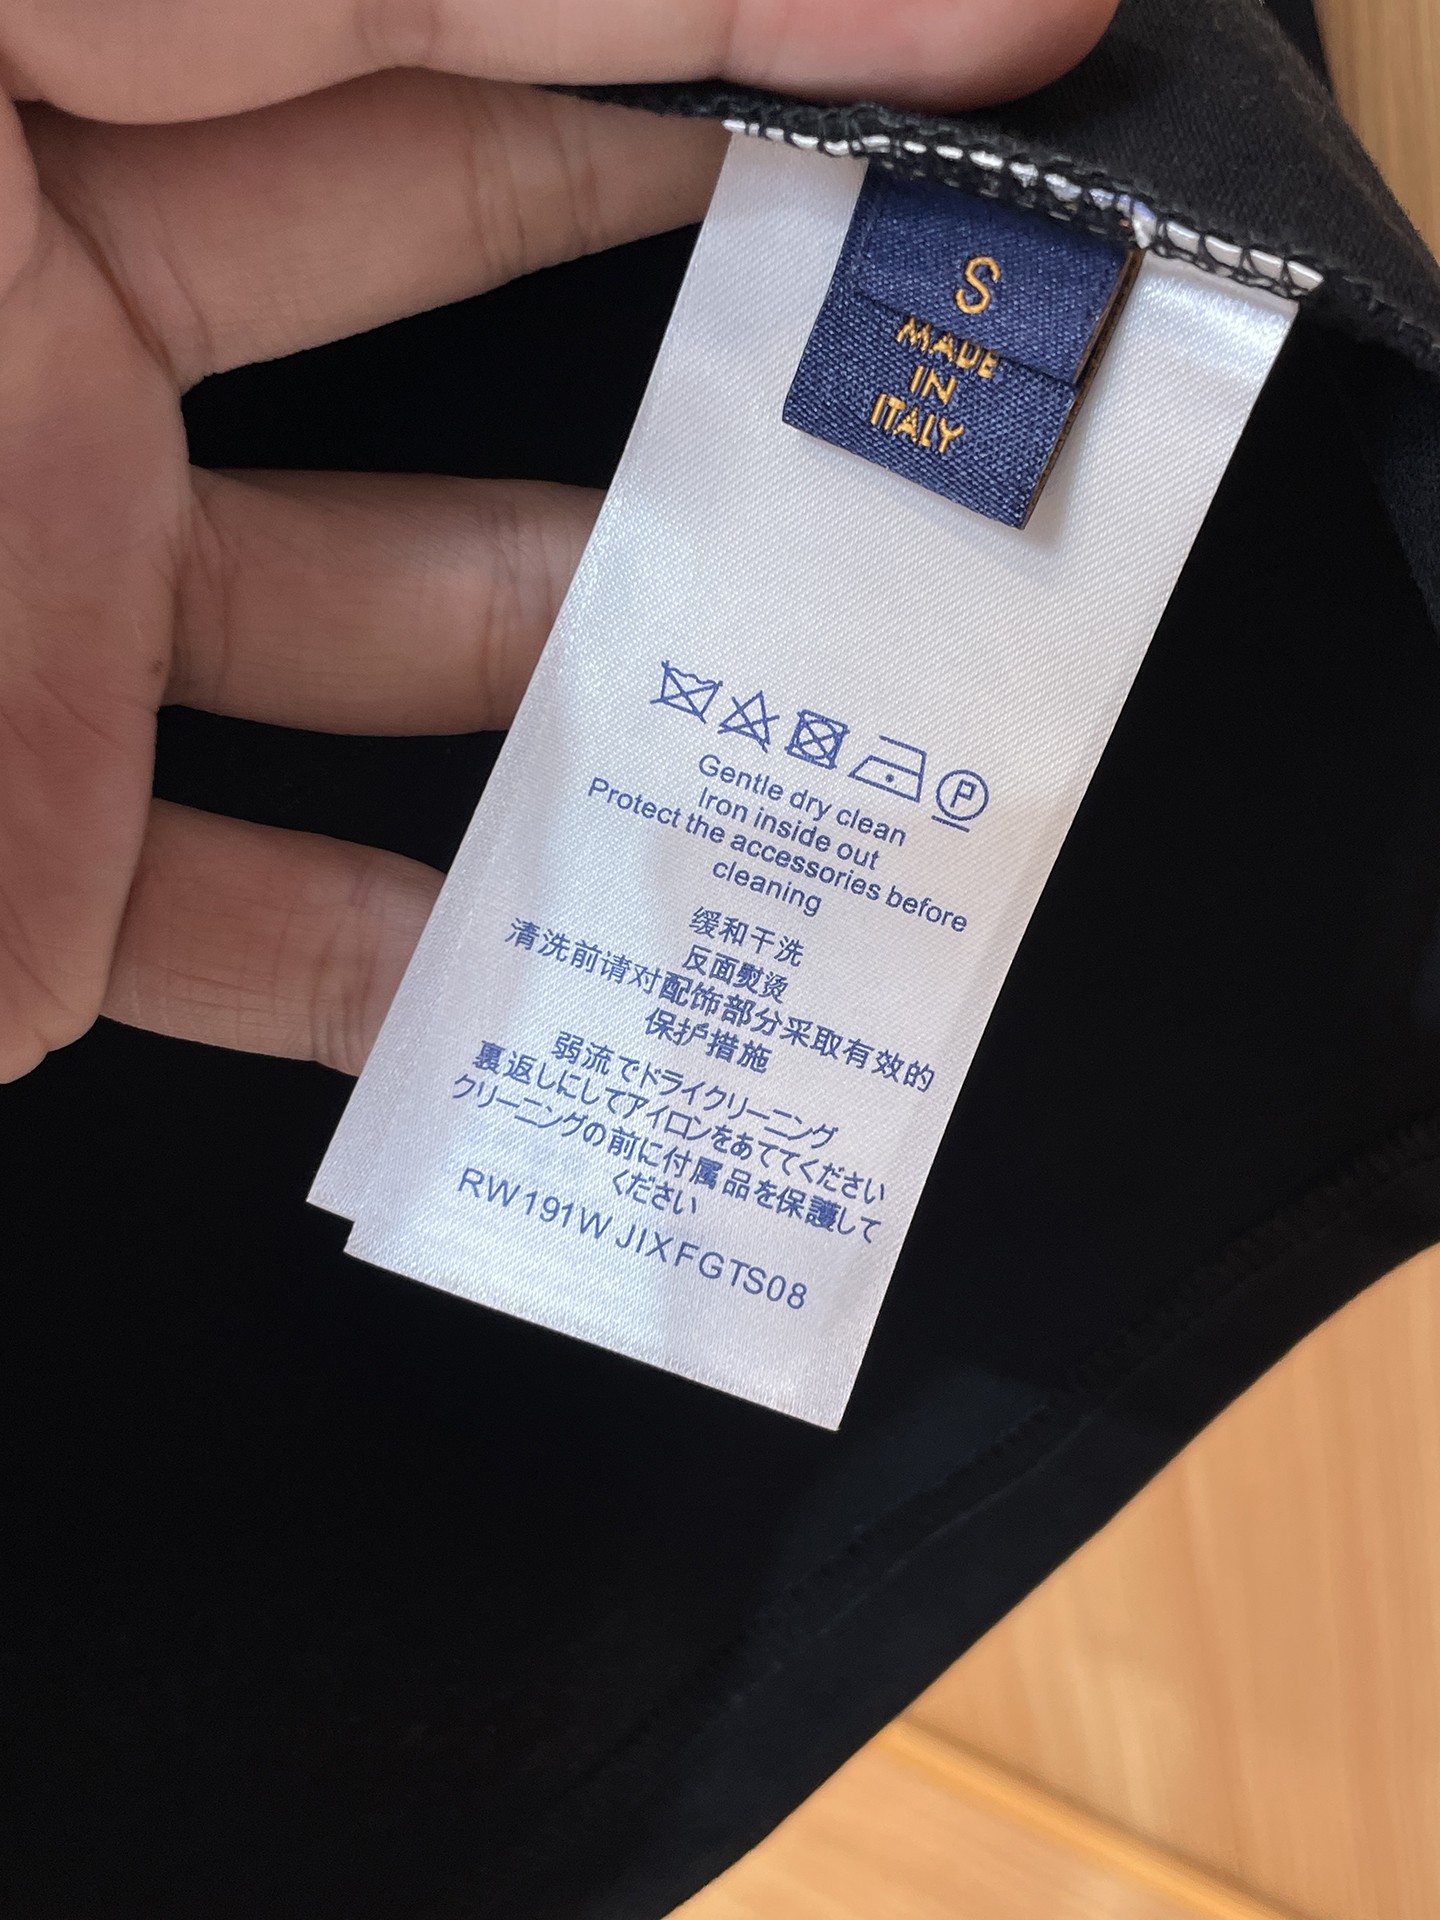 S
MADE
IN
ITALY
P
Gentle dry clean
Iron inside out
Protect the accessories before
cleaning
缓和干洗
反面熨烫
清洗前请对配饰部分采取有效的
保护措施
弱流でドライクリーニング
裏返しにしてアイロンをあててください
クリーニングの前に付属品を保護して
ください
RW191WJIXFGTS08